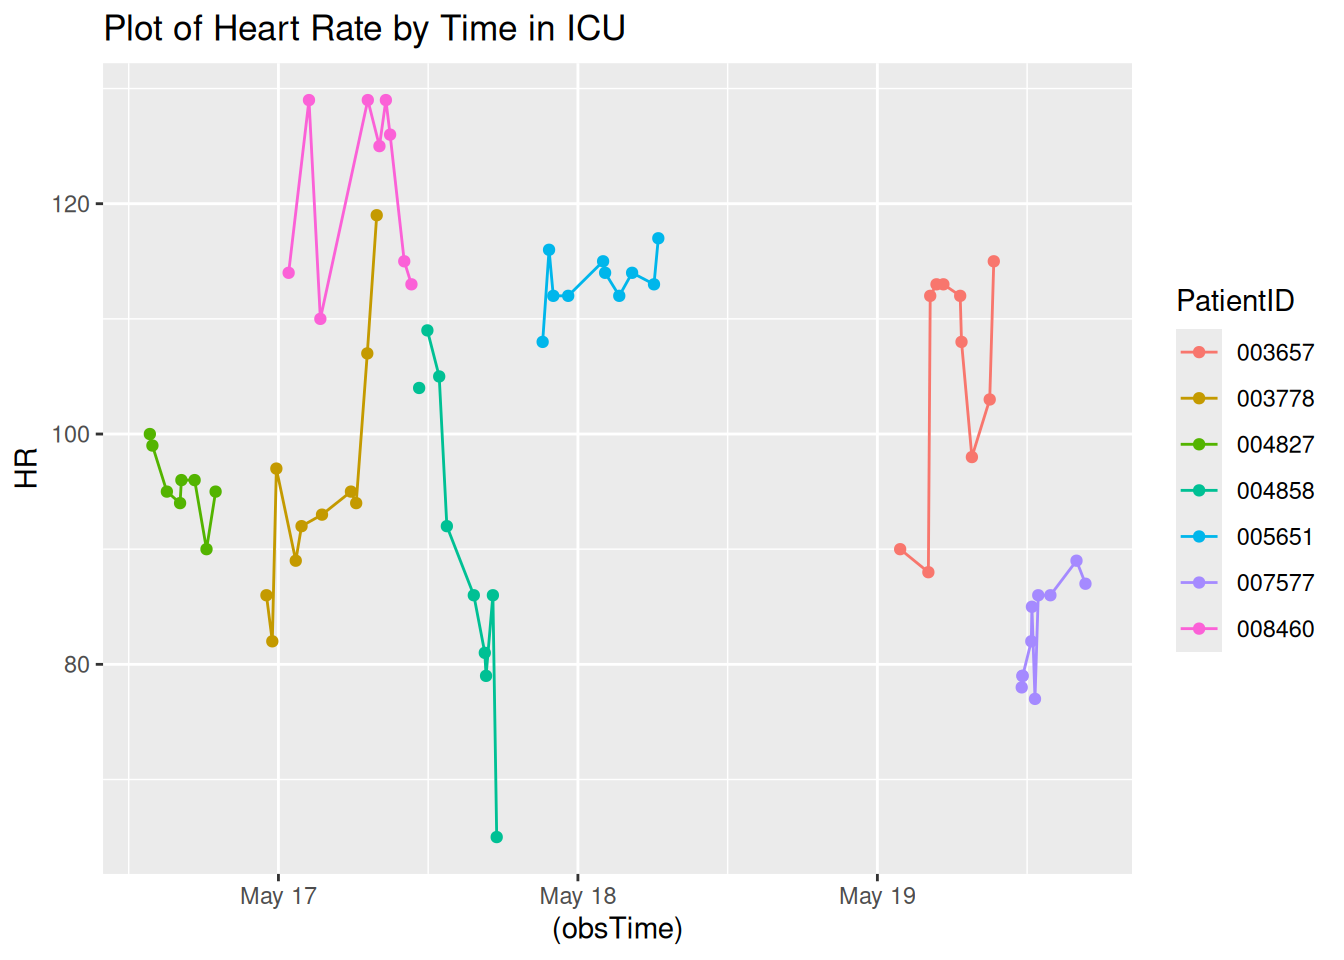 Plot of Heart Rate by Time in ICU
HR
120
100
80
May 17
May 18
May 19
(obsTime)
PatientID
003657
003778
004827
004858
005651
007577
008460